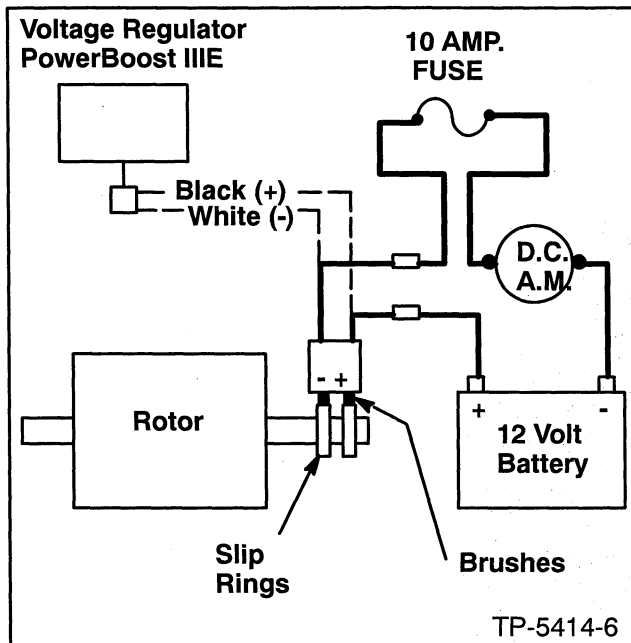 Voltage Regulator
PowerBoost IIIE
10 AMP.
FUSE
Black (+)
White (-)
D.C.
A.M.
- +
+ -
Rotor
12 Volt
Battery
Slip
Rings
Brushes
TP-5414-6